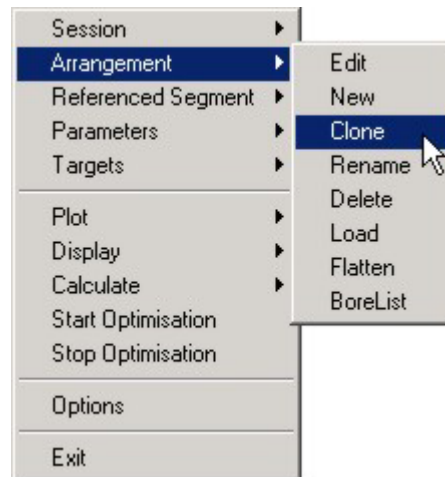 Session
Arrangement
Referenced Segment
Parameters
Targets
Plot
Display
Calculate
Start Optimisation
Stop Optimisation
Options
Exit
Edit
New
Clone
Rename
Delete
Load
Flatten
BoreList